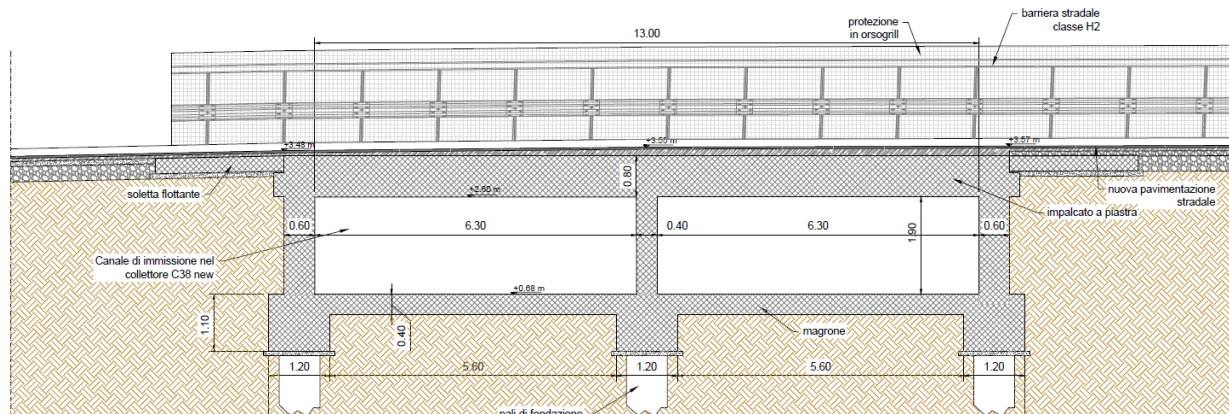 barriera stradale
classe H2
protezione
in orsogrill
13.00
+3.48 m
+3.67 m
soletta flottante
0.80
+2.60 m
nuova pavimentazione
stradale
impalcato a piastra
0.60
6.30
0.40
6.30
1.90
0.60
Canale di immissione nel
collettore C38 new
+0.68 m
1.10
0.40
magrone
1.20
5.60
1.20
5.60
1.20
pali di fondazione